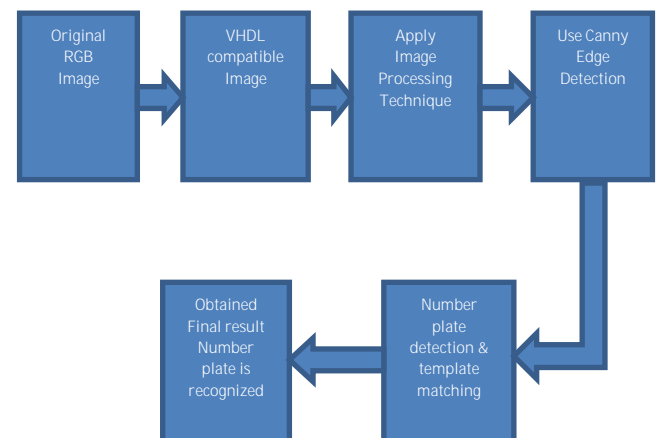 Original
RGB
Image
VHDL
compatible
Image
Apply
Image
Processing
Technique
Use Canny
Edge
Detection
Obtained
Final result
Number
plate is
recognized
Number
plate
detection &
template
matching